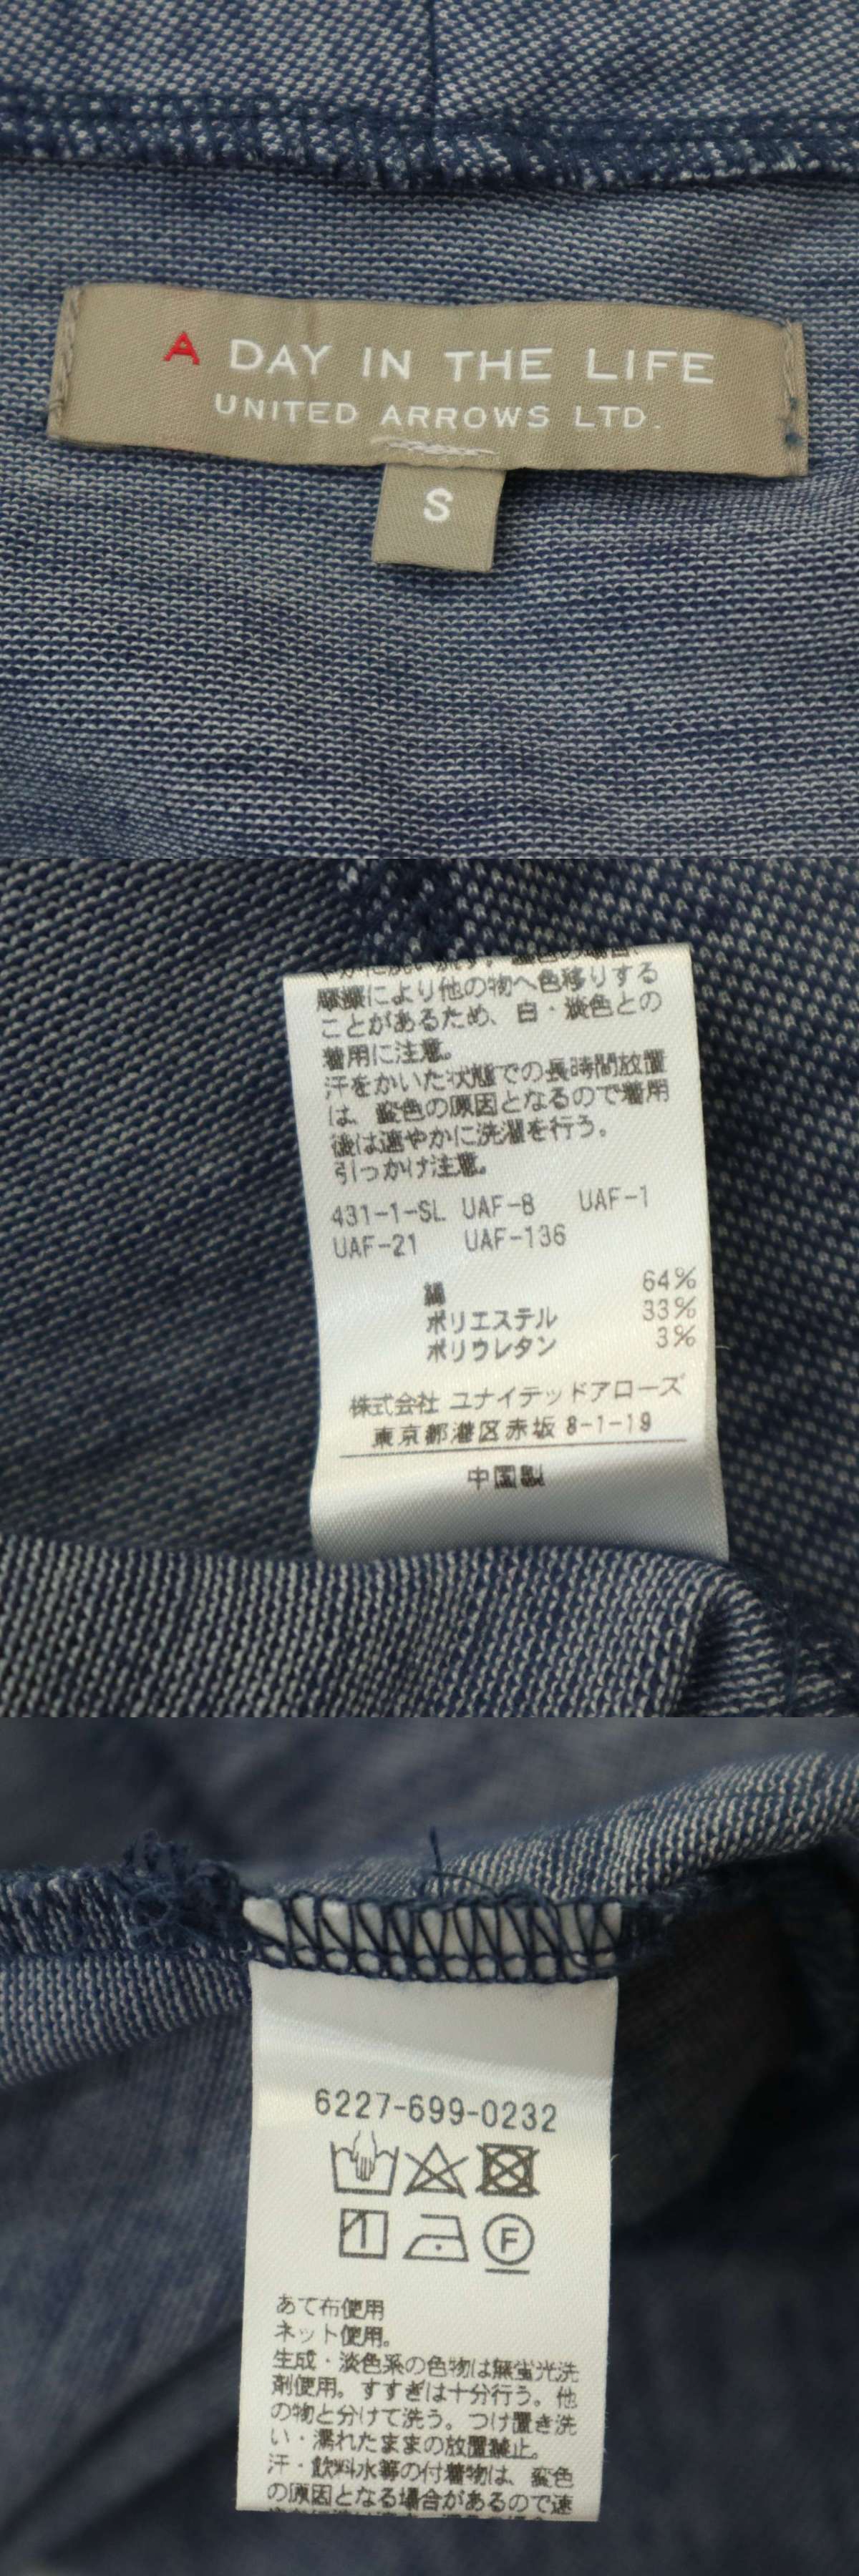 A DAY IN THE LIFE
UNITED ARROWS LTD.
S
摩擦により他の物へ色移りする
ことがあるため、白・淡色との
着用に注意。
汗をかいた状態での長時間放置
は、変色の原因となるので着用
後は速やかに洗濯を行う。
引っかけ注意。
431-1-SL UAF-8 UAF-1
UAF-21 UAF-136
綿 64%
ポリエステル 33%
ポリウレタン 3%
株式会社 ユナイテッドアローズ
東京都港区赤坂 8-1-19
中国製
6227-699-0232
F
あて布使用
ネット使用。
生成・淡色系の色物は無蛍光洗
剤使用。すすぎは十分行う。他
の物と分けて洗う。つけ置き洗
い・濡れたままの放置禁止。
汗・飲料水等の付着物は、変色
の原因となる場合があるので速